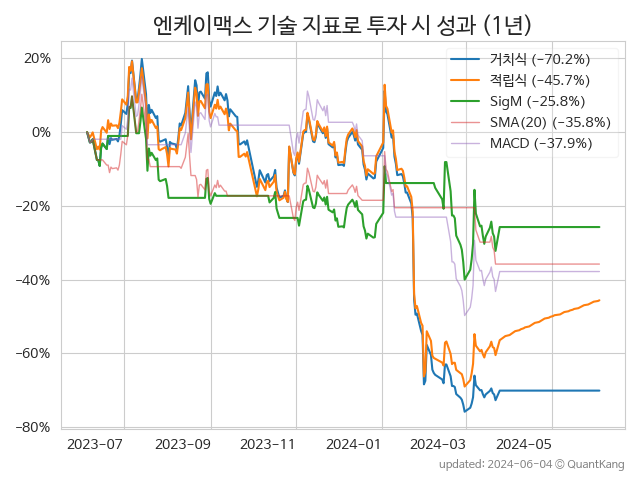 엔케이맥스 기술 지표로 투자 시 성과 (1년)
거치식 (−70.2%)
적립식 (−45.7%)
SigM (−25.8%)
SMA(20) (−35.8%)
MACD (−37.9%)
20%
0%
−20%
−40%
−60%
−80%
2023-07 2023-09 2023-11 2024-01 2024-03 2024-05
updated: 2024-06-04 © QuantKang